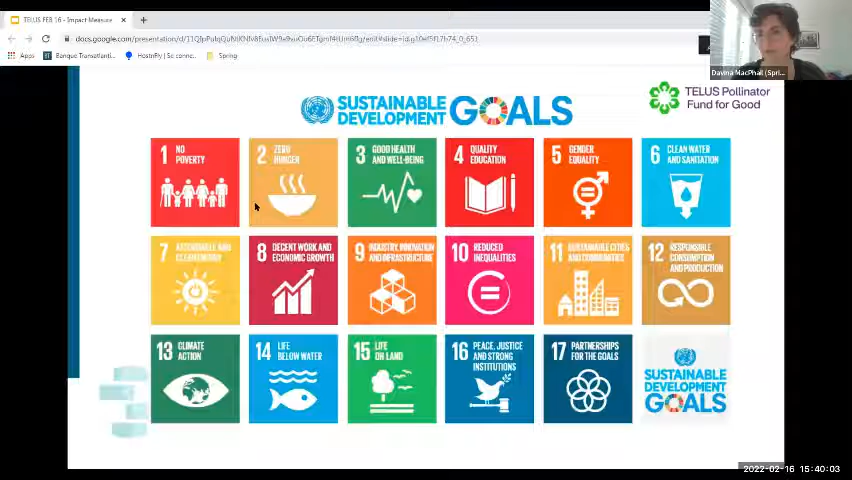 TELUS FEB 16 - Impact Measure
Apps
Banque Transatlanti...
Spring
Davina MacPhail (Spri...
SUSTAINABLE
DEVELOPMENT
GOALS
TELUS Pollinator
Fund for Good
1 NO
POVERTY
2 ZERO
HUNGER
3 GOOD HEALTH
AND WELL-BEING
4 QUALITY
EDUCATION
5 GENDER
EQUALITY
6 CLEAN WATER
AND SANITATION
7 AFFORDABLE AND
CLEAN ENERGY
8 DECENT WORK AND
ECONOMIC GROWTH
9 INDUSTRY, INNOVATION
AND INFRASTRUCTURE
10 REDUCED
INEQUALITIES
11 SUSTAINABLE CITIES
AND COMMUNITIES
12 RESPONSIBLE
CONSUMPTION
AND PRODUCTION
13 CLIMATE
ACTION
14 LIFE
BELOW WATER
15 LIFE
ON LAND
16 PEACE, JUSTICE
AND STRONG
INSTITUTIONS
17 PARTNERSHIPS
FOR THE GOALS
SUSTAINABLE
DEVELOPMENT
GOALS
2022-02-16 15:40:03